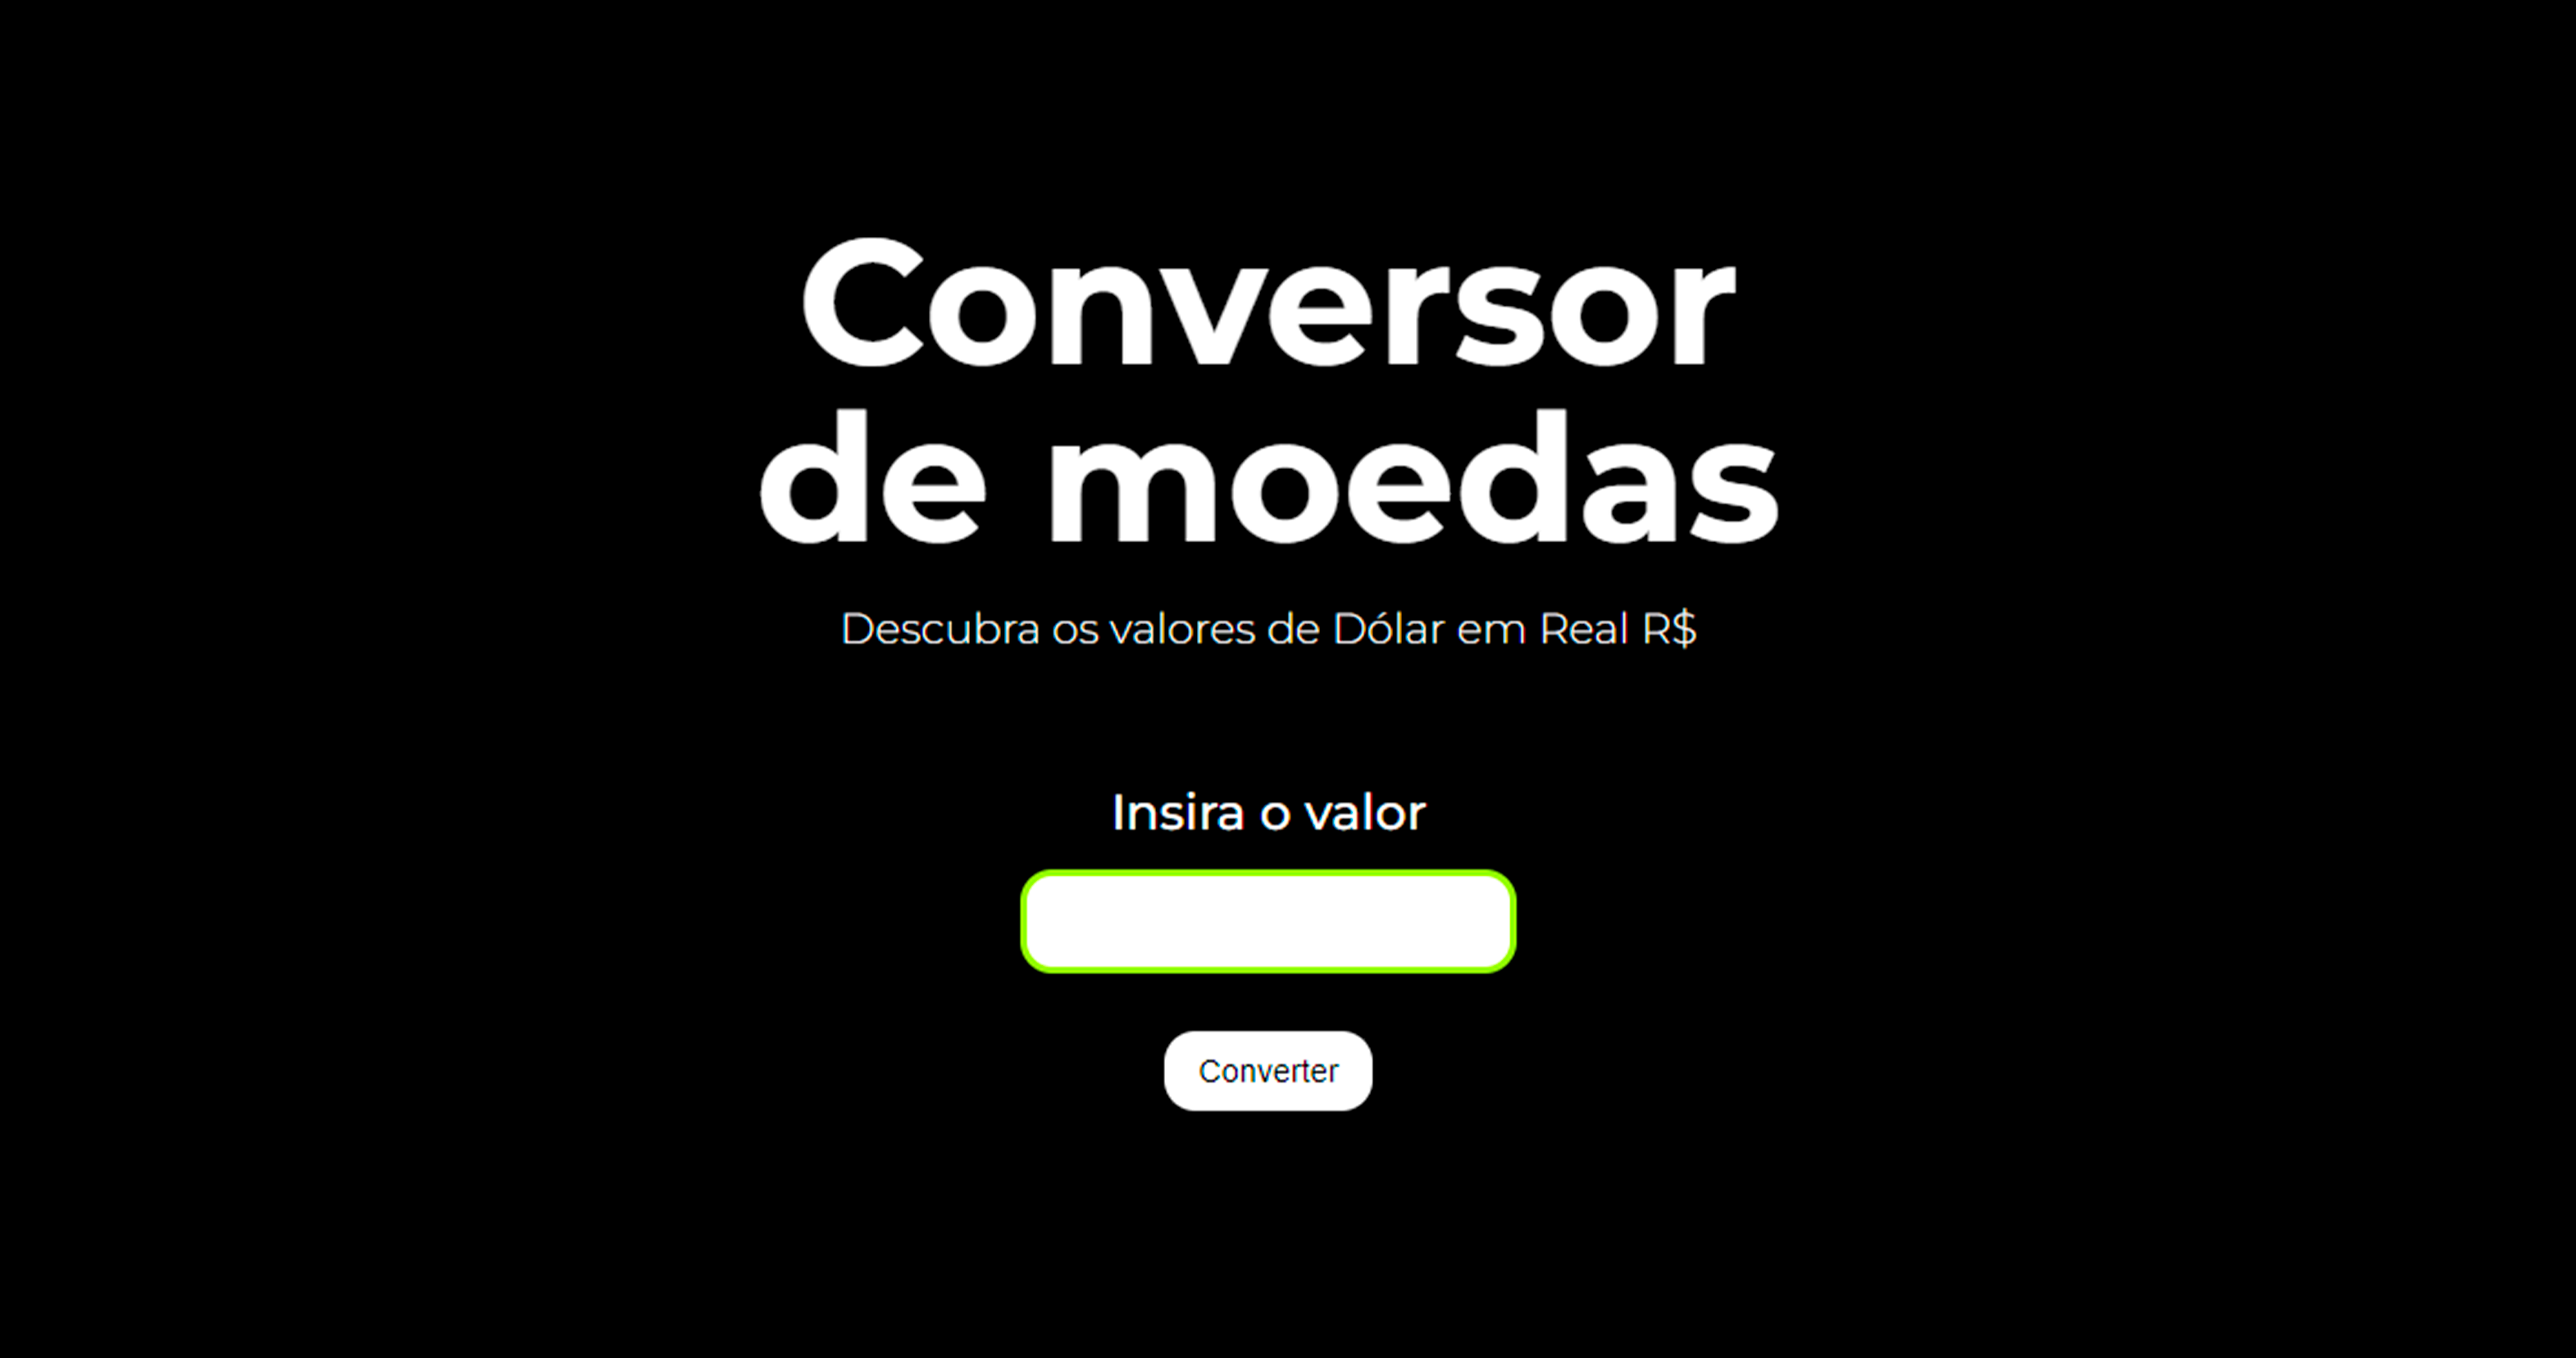 Conversor
de moedas
Descubra os valores de Dólar em Real R$
Insira o valor
Converter